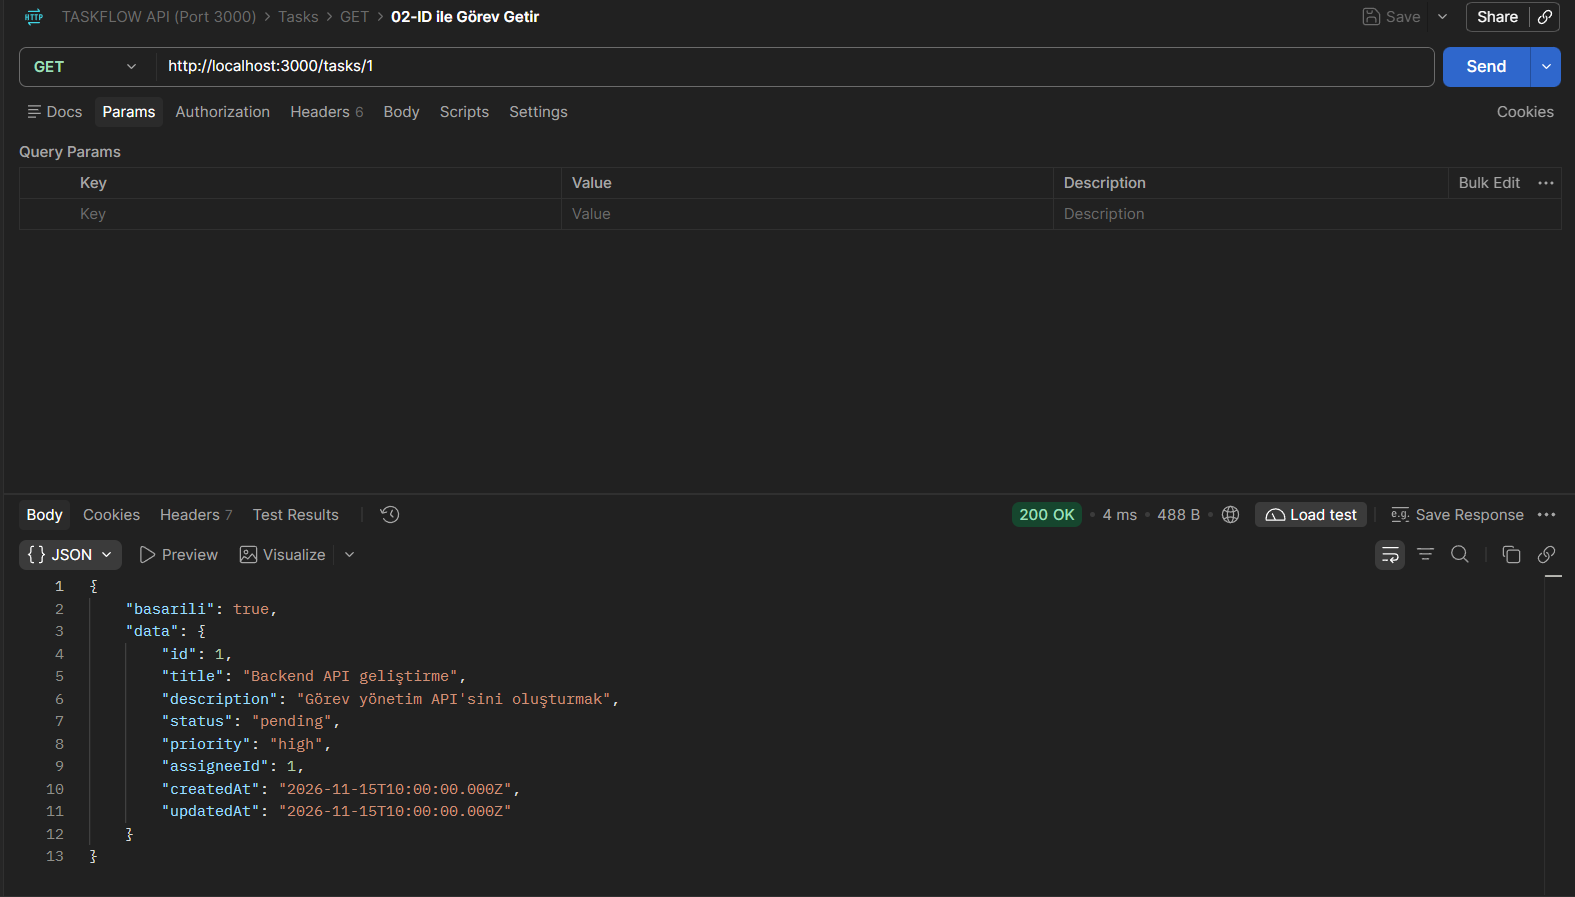 HTTP TASKFLOW API (Port 3000) > Tasks > GET > 02-ID ile Görev Getir Save Share
GET http://localhost:3000/tasks/1 Send
Docs Params Authorization Headers 6 Body Scripts Settings Cookies
Query Params
Key Value Description Bulk Edit
Key Value Description
Body Cookies Headers 7 Test Results 200 OK • 4 ms • 488 B • Load test e.g. Save Response
{} JSON Preview Visualize
1 {
2 "basarili": true,
3 "data": {
4 "id": 1,
5 "title": "Backend API geliştirme",
6 "description": "Görev yönetim API'sini oluşturmak",
7 "status": "pending",
8 "priority": "high",
9 "assigneeId": 1,
10 "createdAt": "2026-11-15T10:00:00.000Z",
11 "updatedAt": "2026-11-15T10:00:00.000Z"
12 }
13 }